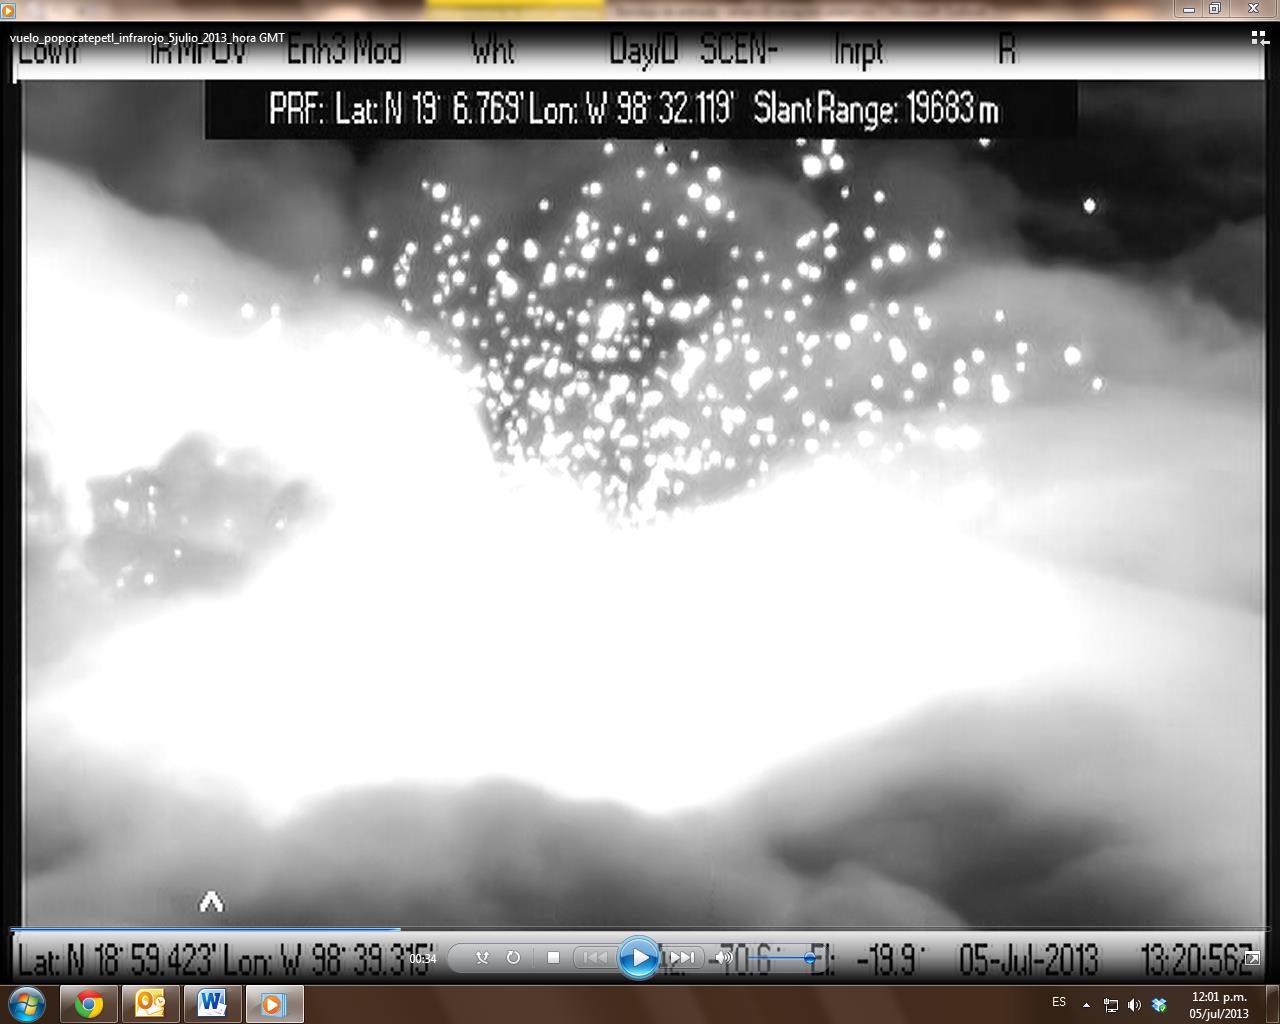 vuelo_popocatepetl_infrarojo_5julio_2013_hora GMT
IR MFOV Enh3 Mod Wht Day/D SCEN- Inrpt R
PRF: Lat: N 19° 6.769' Lon: W 98° 32.119' Slant Range: 19683 m
Lat: N 18° 59.423' Lon: W 98° 39.315' 00:34 -70.6° El: -19.9° 05-Jul-2013 13:20:56Z
ES 12:01 p.m.
05/jul/2013